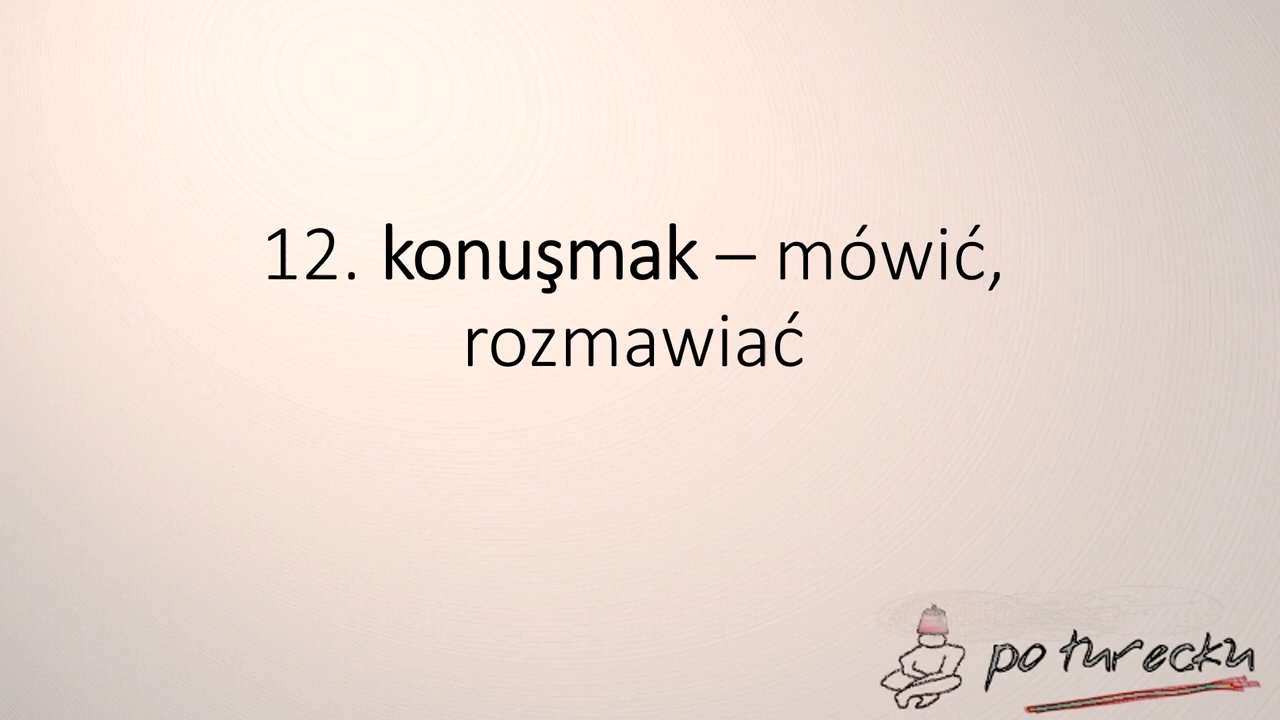 12. konuşmak – mówić,
rozmawiać
po turecku